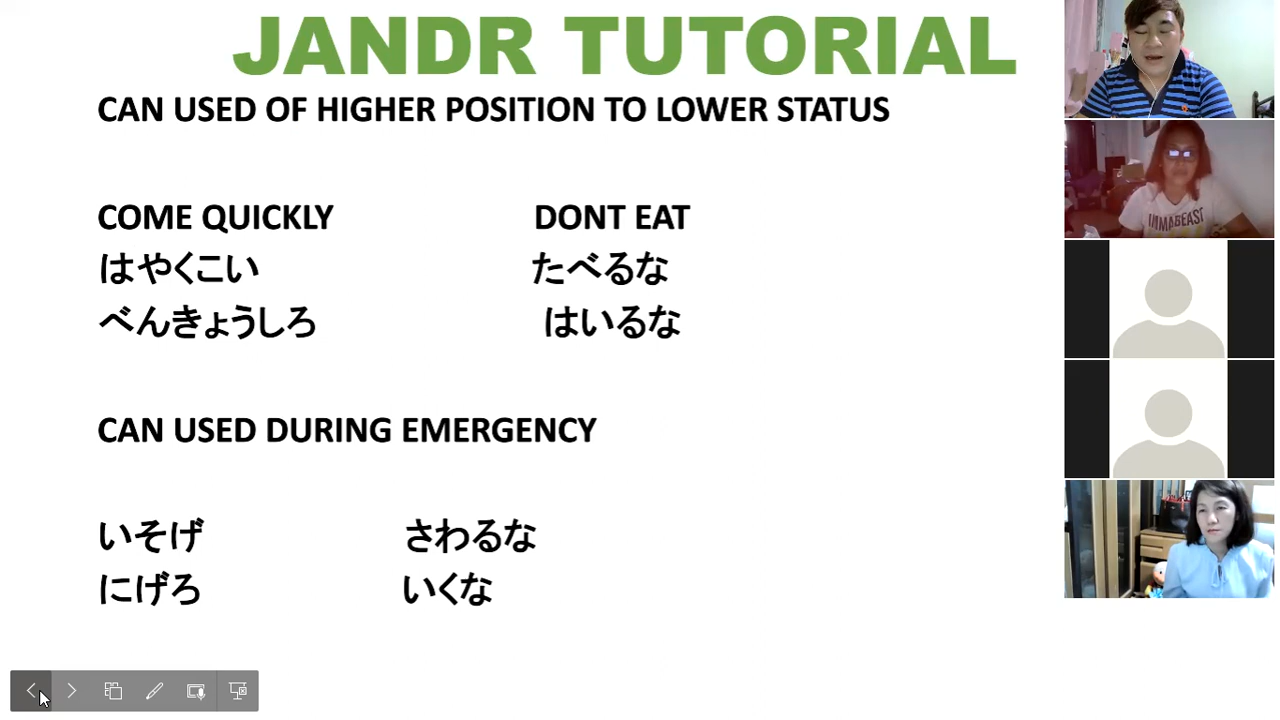 JANDR TUTORIAL
CAN USED OF HIGHER POSITION TO LOWER STATUS
COME QUICKLY DONT EAT
はやくこい たべるな
べんきょうしろ はいるな
CAN USED DURING EMERGENCY
いそげ さわるな
にげろ いくな
IMMABEAST